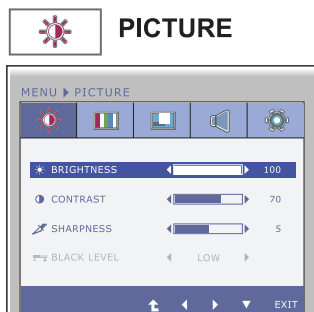 PICTURE
MENU PICTURE
BRIGHTNESS 100
CONTRAST 70
SHARPNESS 5
BLACK LEVEL LOW
EXIT